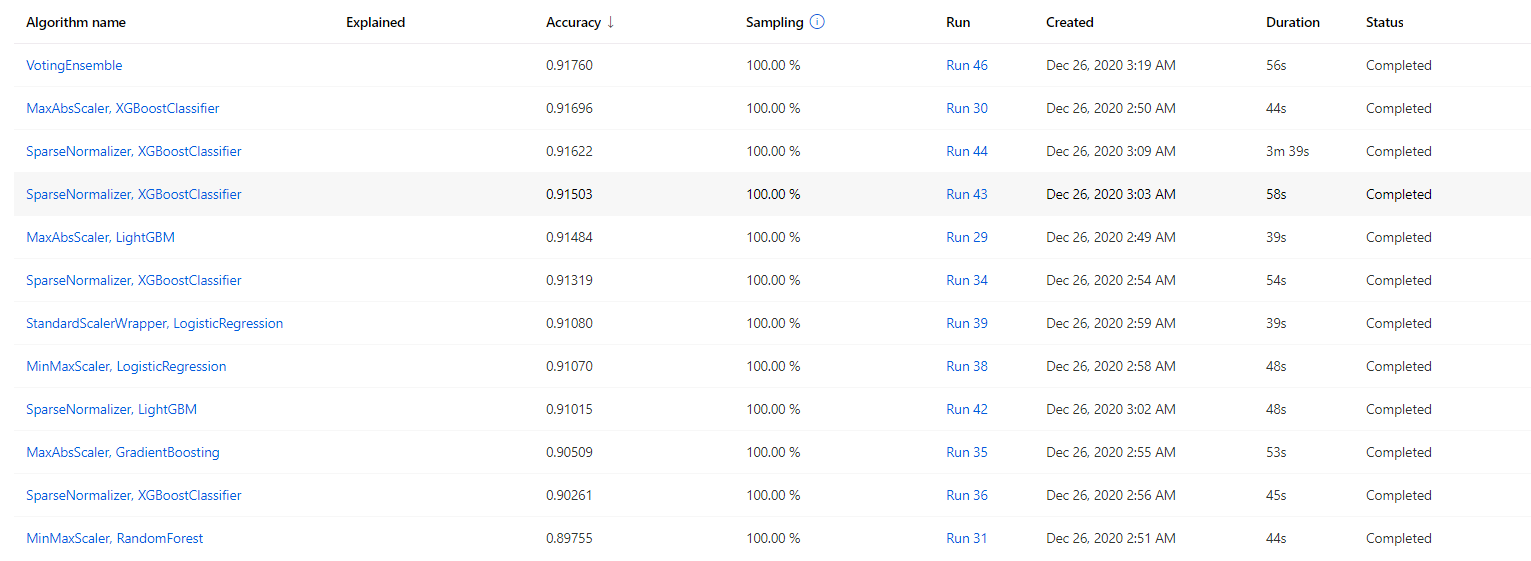 Algorithm name Explained Accuracy ↓ Sampling Run Created Duration Status
VotingEnsemble 0.91760 100.00 % Run 46 Dec 26, 2020 3:19 AM 56s Completed
MaxAbsScaler, XGBoostClassifier 0.91696 100.00 % Run 30 Dec 26, 2020 2:50 AM 44s Completed
SparseNormalizer, XGBoostClassifier 0.91622 100.00 % Run 44 Dec 26, 2020 3:09 AM 3m 39s Completed
SparseNormalizer, XGBoostClassifier 0.91503 100.00 % Run 43 Dec 26, 2020 3:03 AM 58s Completed
MaxAbsScaler, LightGBM 0.91484 100.00 % Run 29 Dec 26, 2020 2:49 AM 39s Completed
SparseNormalizer, XGBoostClassifier 0.91319 100.00 % Run 34 Dec 26, 2020 2:54 AM 54s Completed
StandardScalerWrapper, LogisticRegression 0.91080 100.00 % Run 39 Dec 26, 2020 2:59 AM 39s Completed
MinMaxScaler, LogisticRegression 0.91070 100.00 % Run 38 Dec 26, 2020 2:58 AM 48s Completed
SparseNormalizer, LightGBM 0.91015 100.00 % Run 42 Dec 26, 2020 3:02 AM 48s Completed
MaxAbsScaler, GradientBoosting 0.90509 100.00 % Run 35 Dec 26, 2020 2:55 AM 53s Completed
SparseNormalizer, XGBoostClassifier 0.90261 100.00 % Run 36 Dec 26, 2020 2:56 AM 45s Completed
MinMaxScaler, RandomForest 0.89755 100.00 % Run 31 Dec 26, 2020 2:51 AM 44s Completed